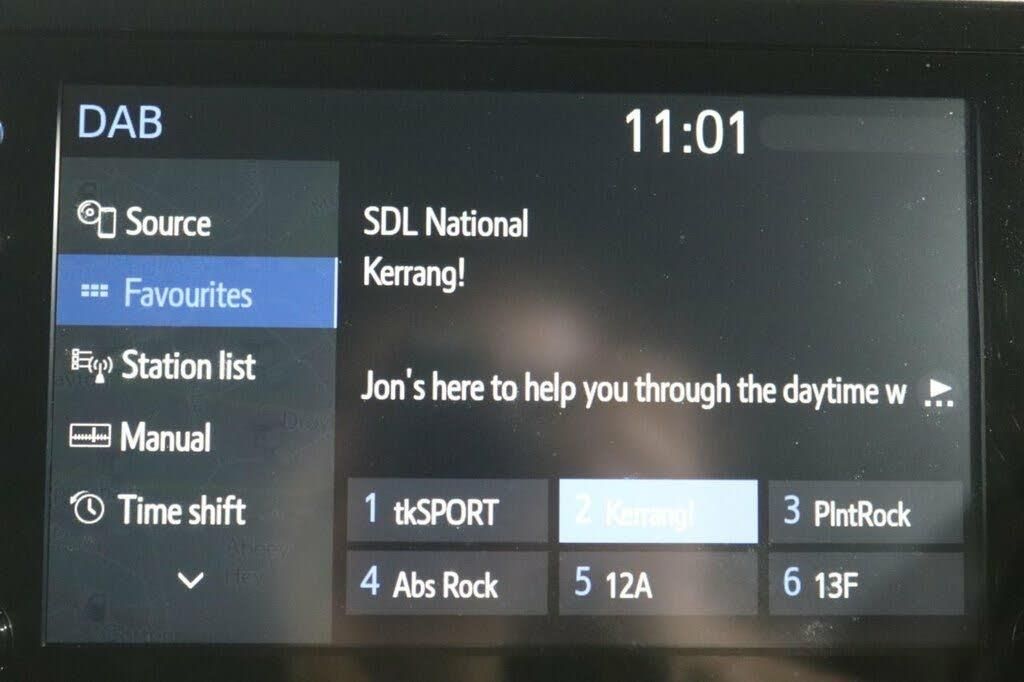 DAB
11:01
Source
Favourites
Station list
Manual
Time shift
SDL National
Kerrang!
Jon's here to help you through the daytime w
1 tkSPORT
2 Kerrang!
3 PlntRock
4 Abs Rock
5 12A
6 13F